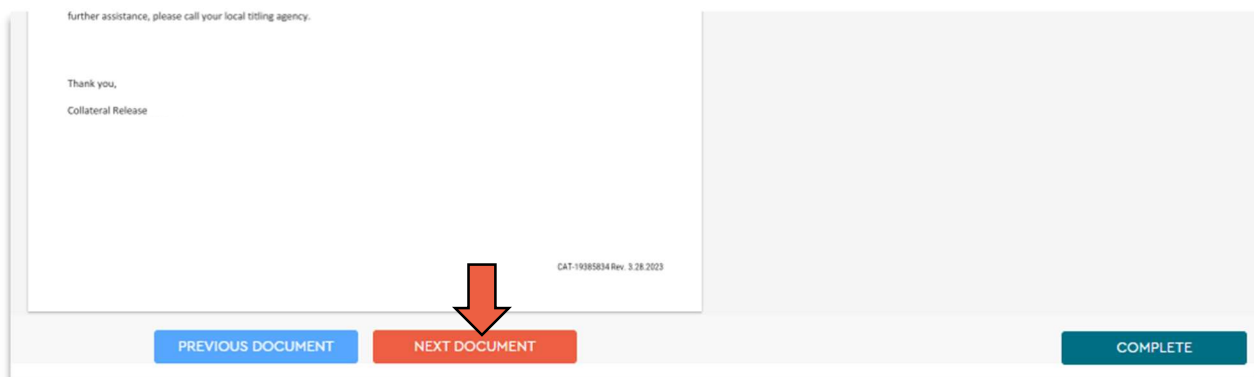 further assistance, please call your local titling agency.
Thank you,
Collateral Release
CAT-19385834 Rev. 3.28.2023
PREVIOUS DOCUMENT
NEXT DOCUMENT
COMPLETE